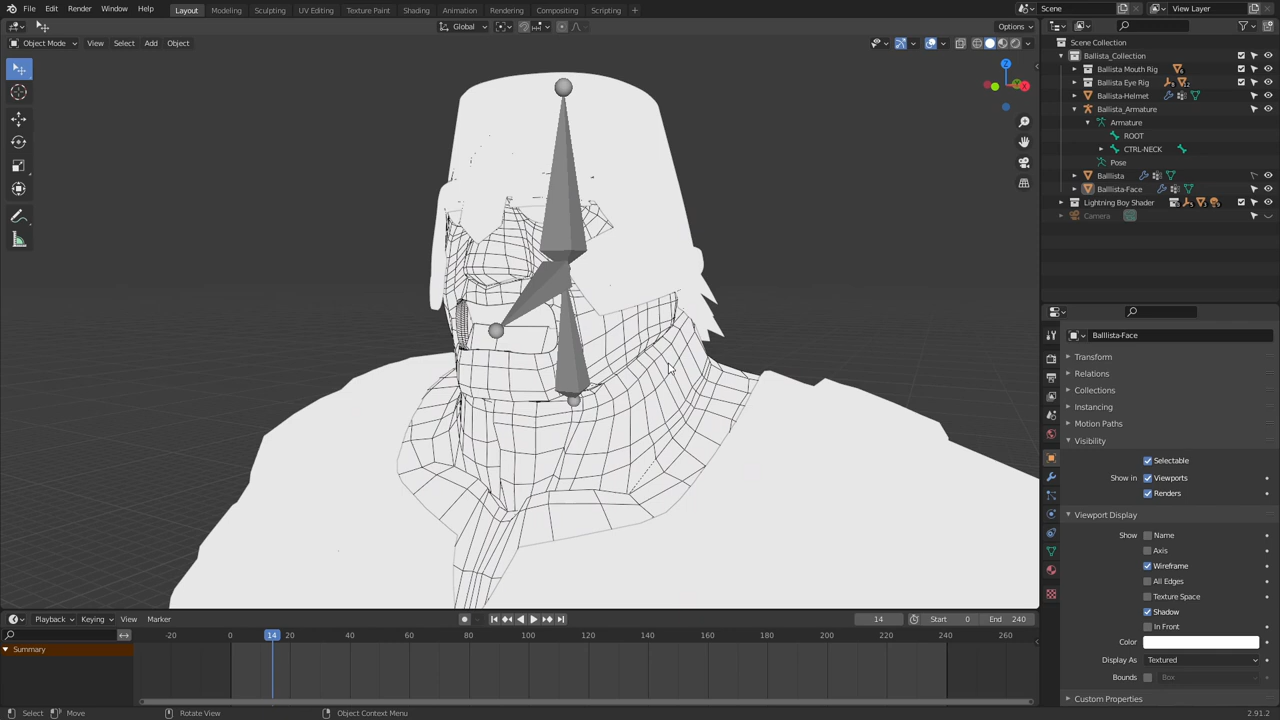 File Edit Render Window Help Layout Modeling Sculpting UV Editing Texture Paint Shading Animation Rendering Compositing Scripting + Scene View Layer
Global Options
Object Mode View Select Add Object
Z
Scene Collection
Ballista_Collection
Ballista Mouth Rig
Ballista Eye Rig
Ballista-Helmet
Ballista_Armature
Armature
ROOT
CTRL-NECK
Pose
Balllista
Balllista-Face
Lightning Boy Shader
Camera
Balllista-Face
Transform
Relations
Collections
Instancing
Motion Paths
Visibility
Selectable
Show in Viewports
Renders
Viewport Display
Show Name
Axis
Wireframe
All Edges
Texture Space
Shadow
In Front
Color
Display As Textured
Bounds Box
Custom Properties
Playback Keying View Marker 14 Start 0 End 240
-20 0 14 20 40 60 80 100 120 140 160 180 200 220 240 260
Summary
Select Move Rotate View Object Context Menu 2.91.2